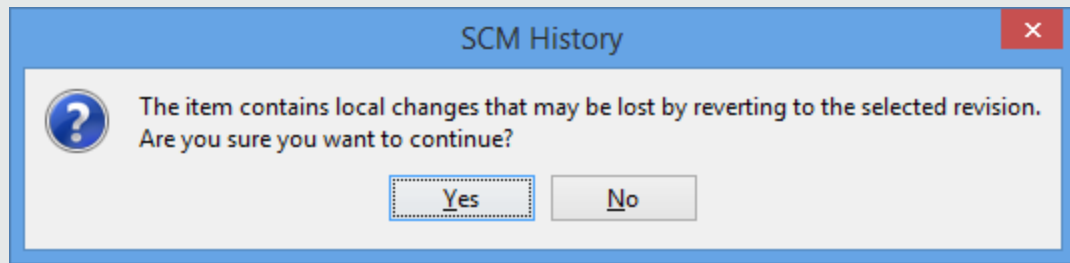 SCM History
The item contains local changes that may be lost by reverting to the selected revision.
Are you sure you want to continue?
Yes
No